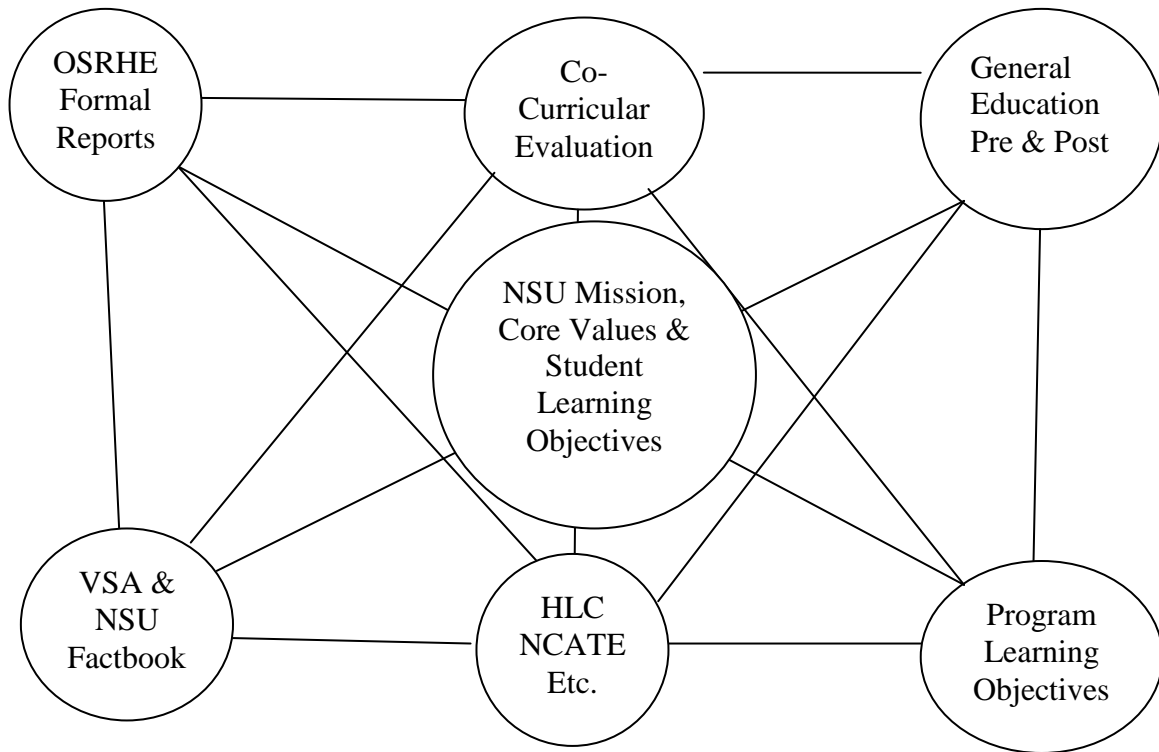 OSRHE
Formal
Reports
Co-
Curricular
Evaluation
General
Education
Pre & Post
NSU Mission,
Core Values &
Student
Learning
Objectives
VSA &
NSU
Factbook
HLC
NCATE
Etc.
Program
Learning
Objectives